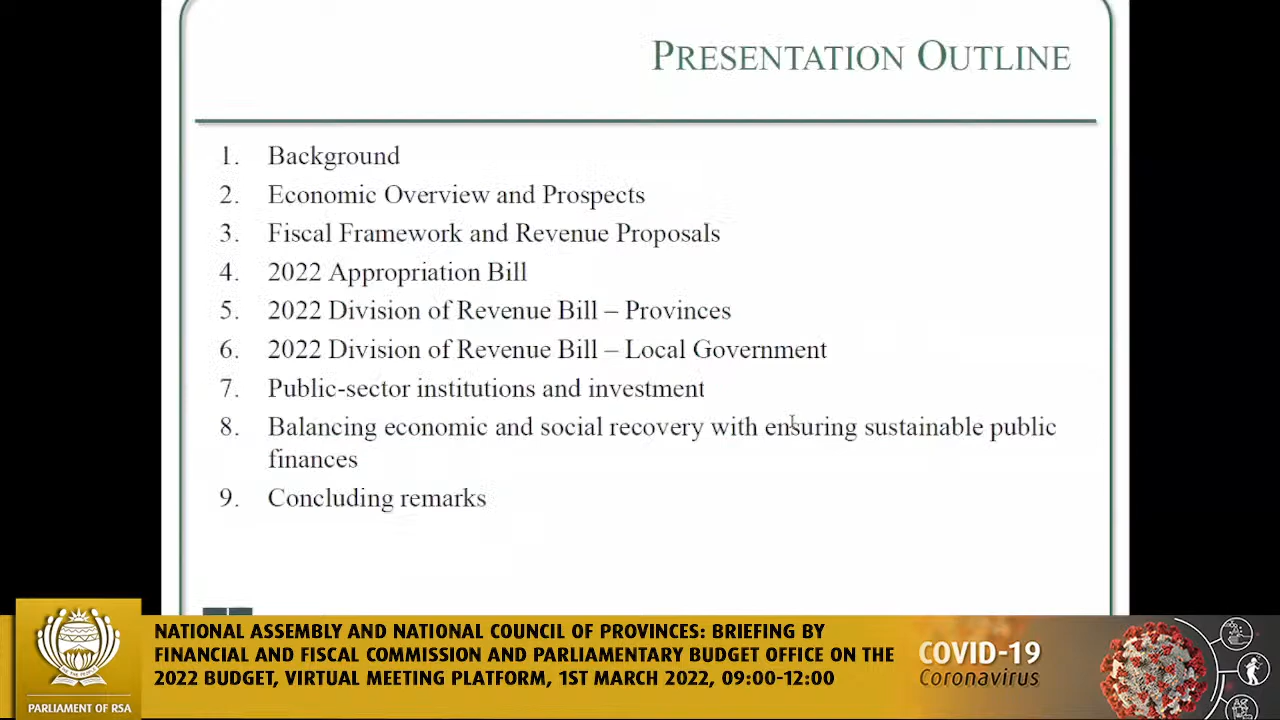 PRESENTATION OUTLINE
1. Background
2. Economic Overview and Prospects
3. Fiscal Framework and Revenue Proposals
4. 2022 Appropriation Bill
5. 2022 Division of Revenue Bill – Provinces
6. 2022 Division of Revenue Bill – Local Government
7. Public-sector institutions and investment
8. Balancing economic and social recovery with ensuring sustainable public
finances
9. Concluding remarks
NATIONAL ASSEMBLY AND NATIONAL COUNCIL OF PROVINCES: BRIEFING BY
FINANCIAL AND FISCAL COMMISSION AND PARLIAMENTARY BUDGET OFFICE ON THE
2022 BUDGET, VIRTUAL MEETING PLATFORM, 1ST MARCH 2022, 09:00-12:00
PARLIAMENT OF RSA
COVID-19
Coronavirus